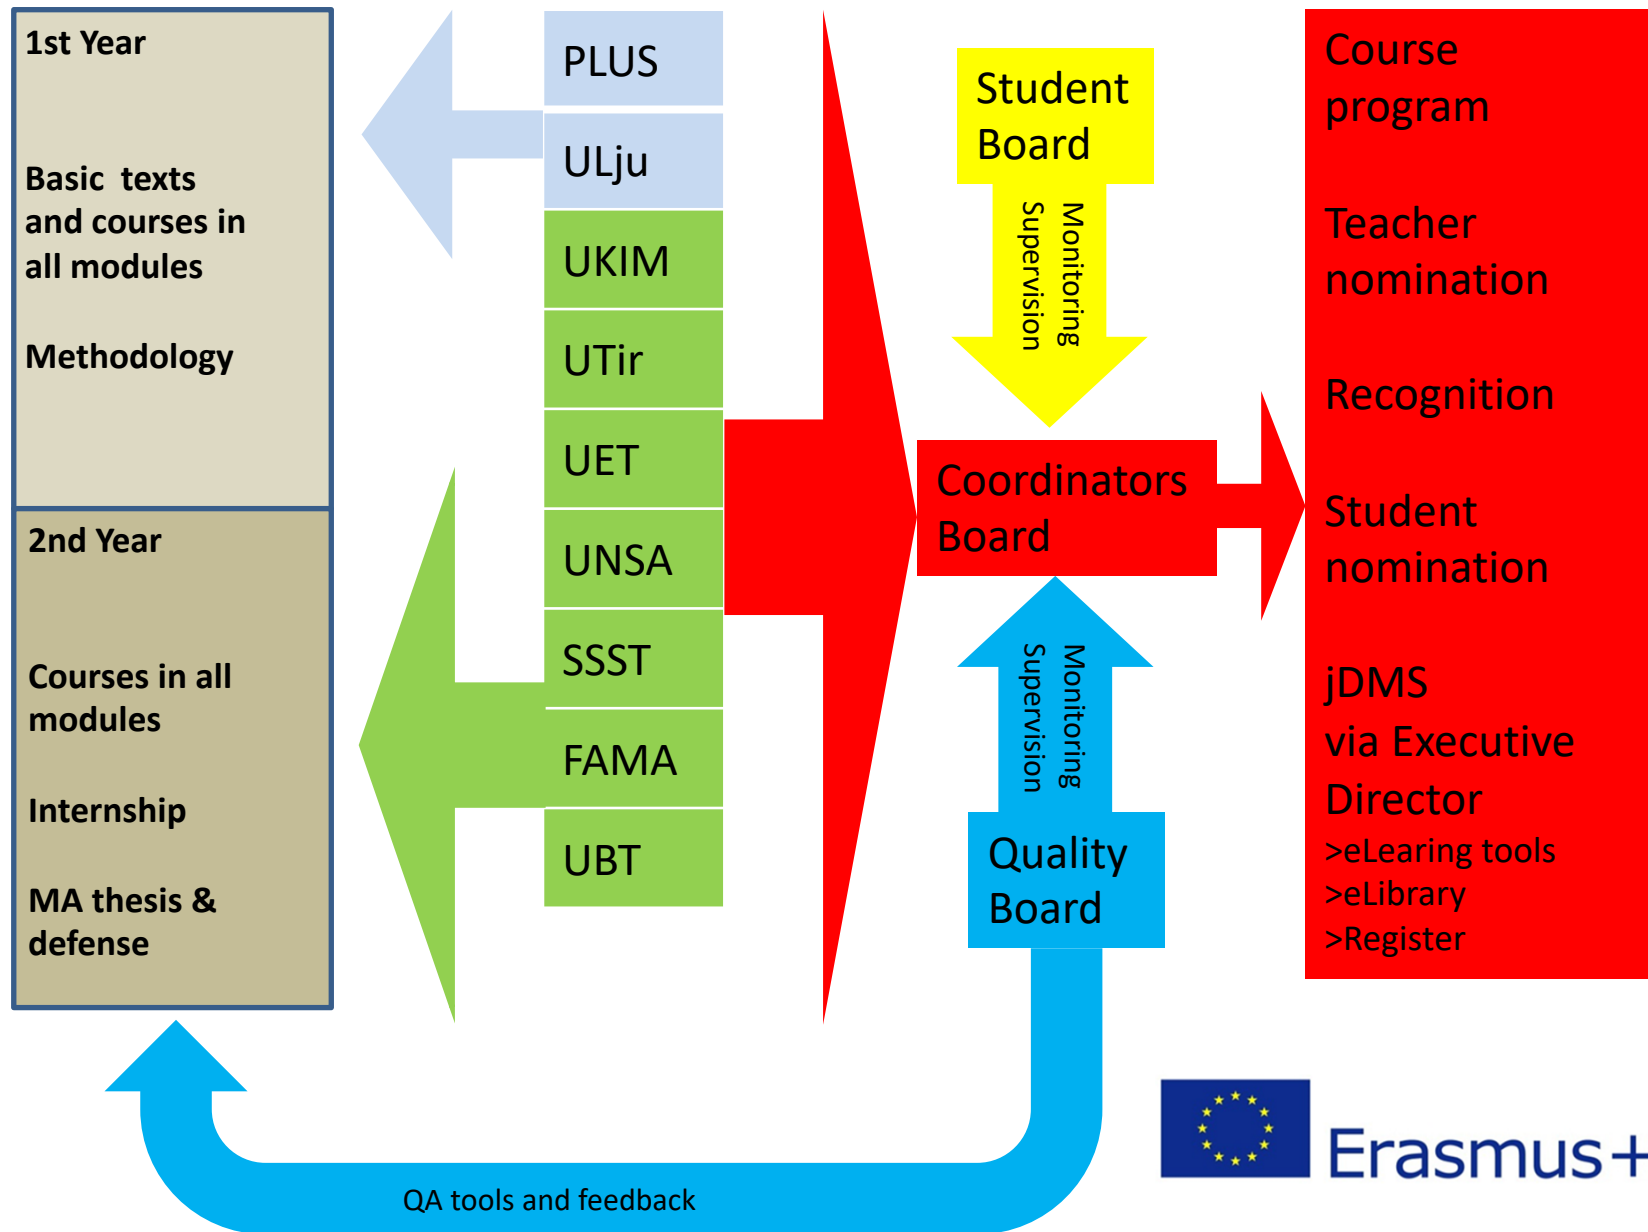 1st Year
Basic texts
and courses in
all modules
Methodology
2nd Year
Courses in all
modules
Internship
MA thesis &
defense
PLUS
ULju
UKIM
UTir
UET
UNSA
SSST
FAMA
UBT
Student
Board
Monitoring
Supervision
Coordinators
Board
Monitoring
Supervision
Quality
Board
Course
program
Teacher
nomination
Recognition
Student
nomination
jDMS
via Executive
Director
>eLearing tools
>eLibrary
>Register
QA tools and feedback
Erasmus+